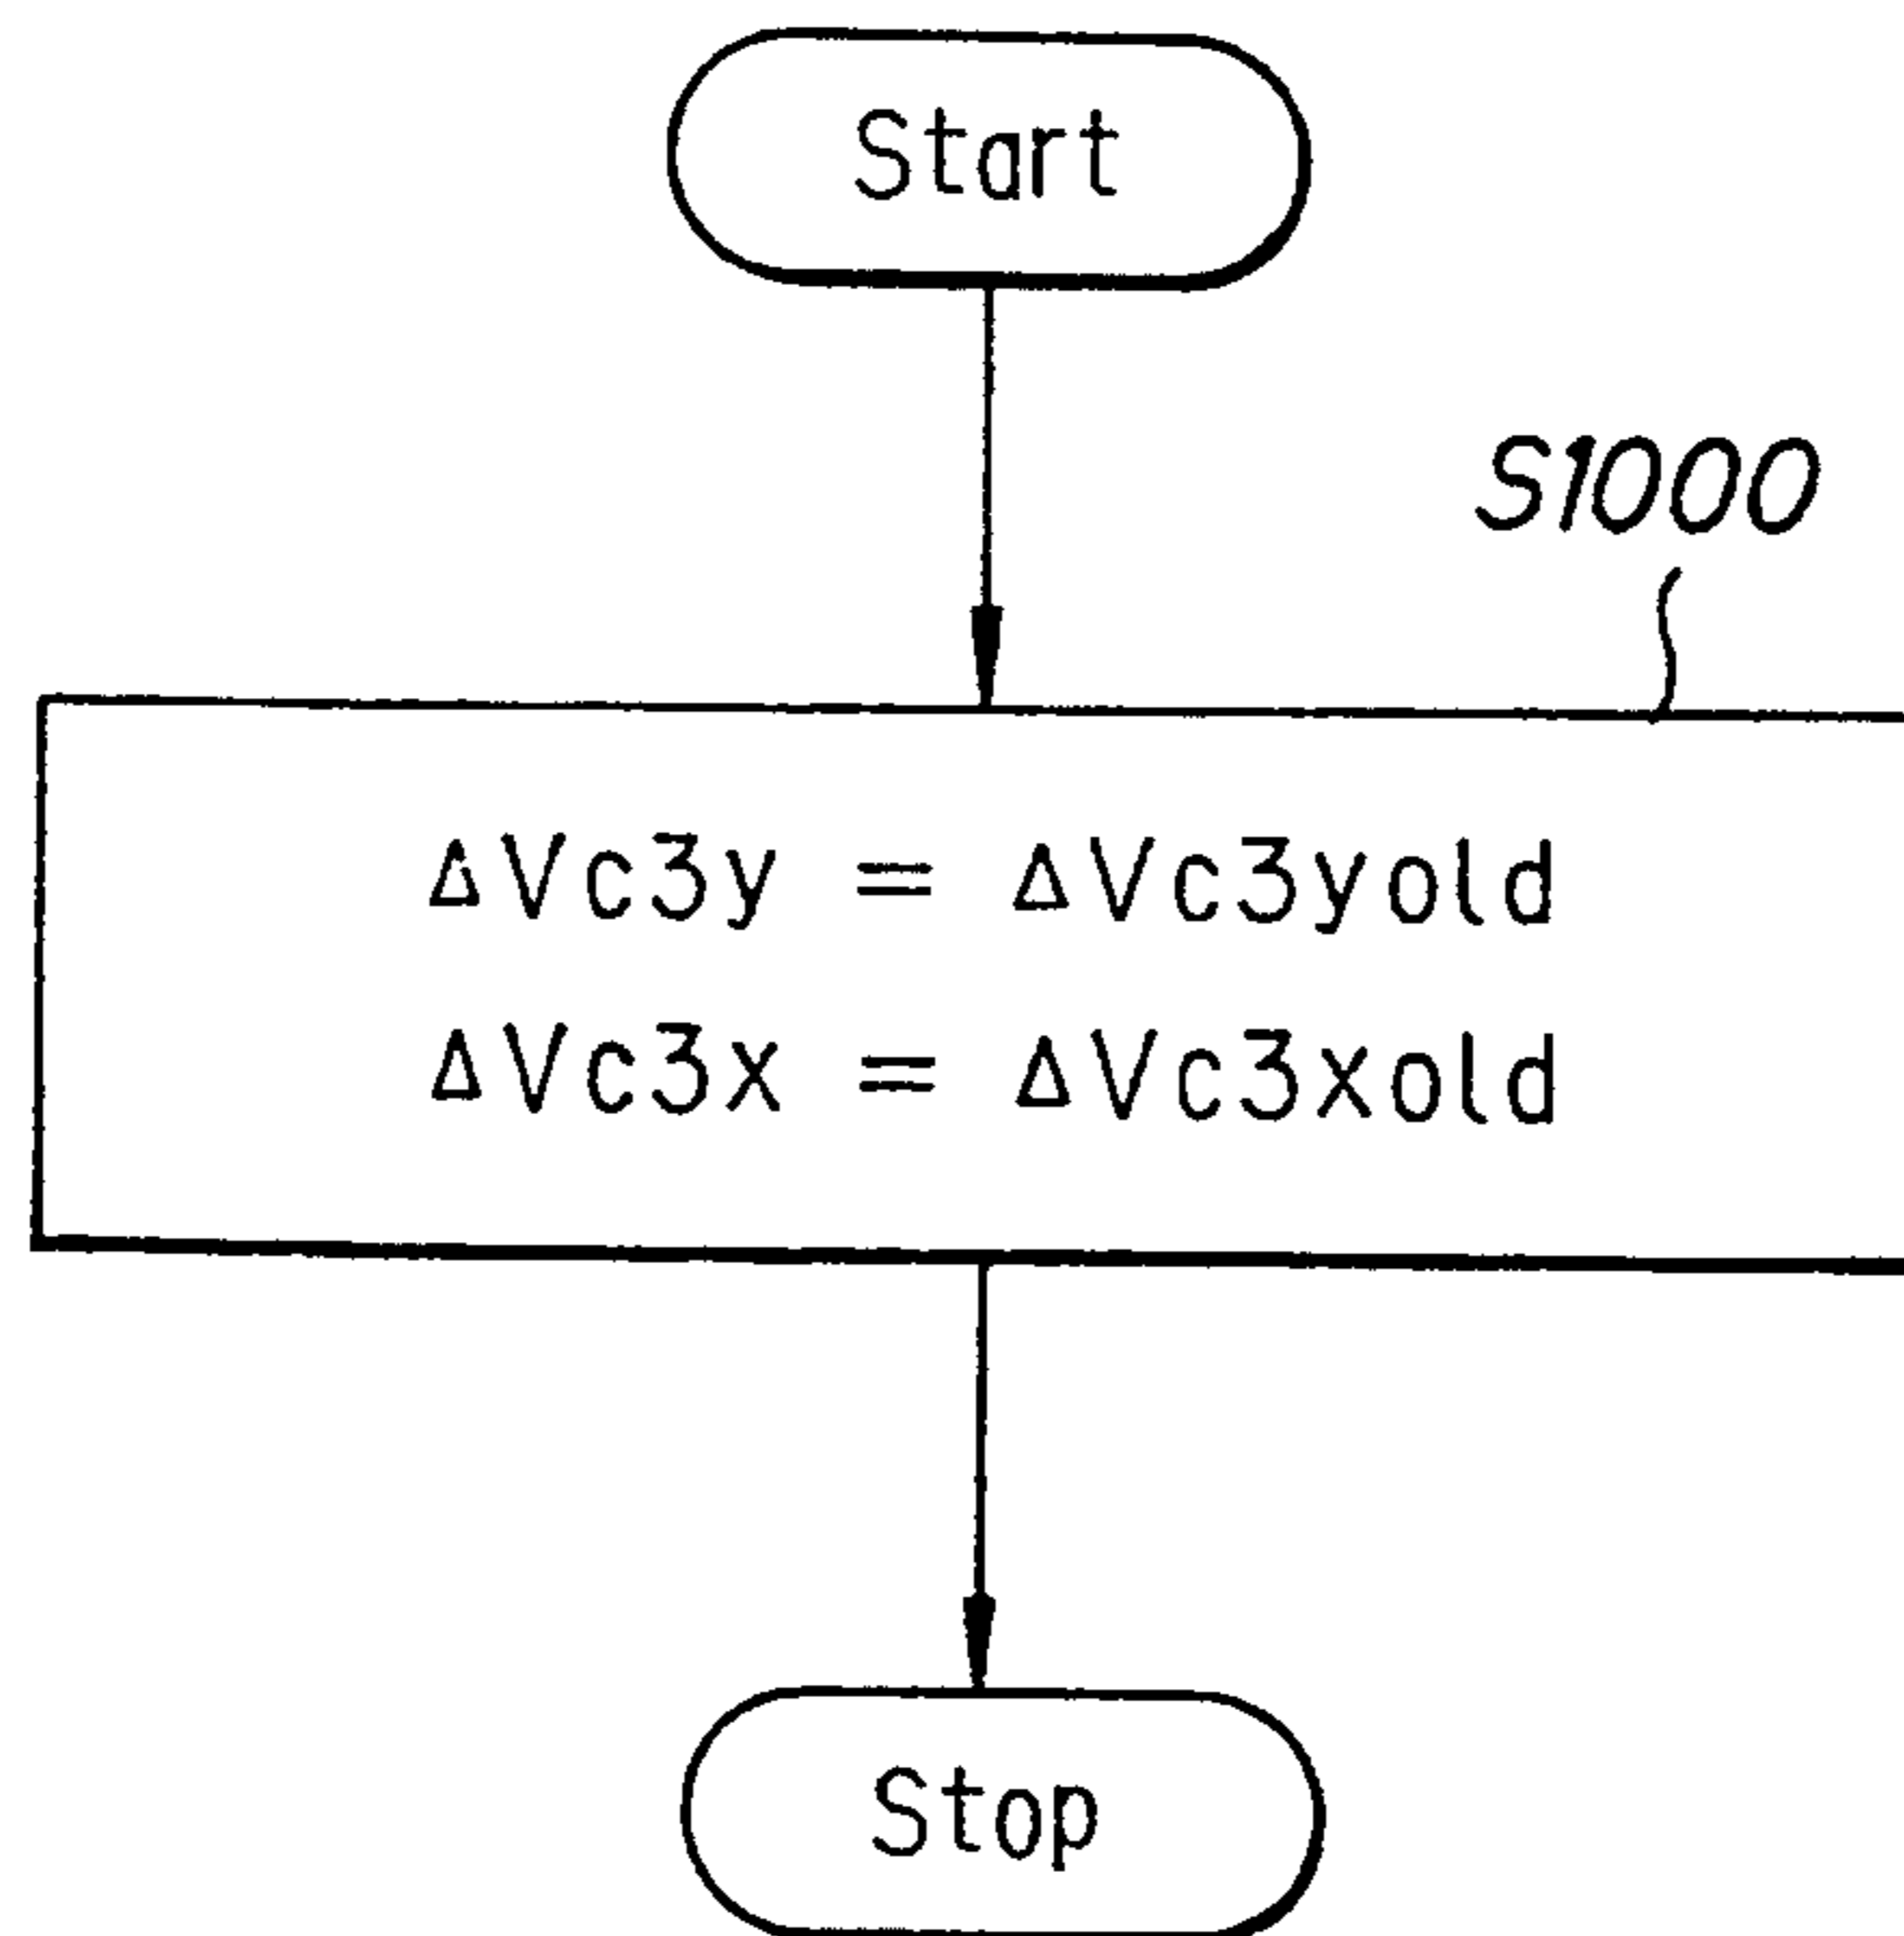 Start
S1000
ΔVc3y = ΔVc3yold
ΔVc3x = ΔVc3xold
Stop